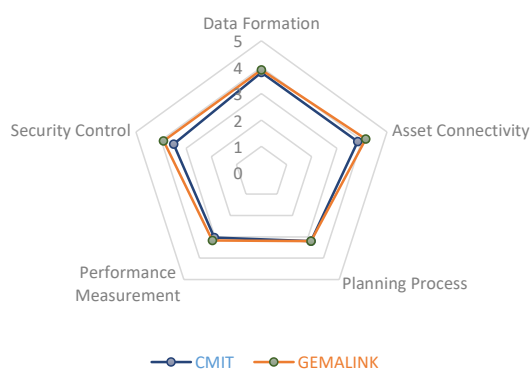 Data Formation
5
4
3
2
1
0
Security Control
Asset Connectivity
Performance
Measurement
Planning Process
CMIT
GEMALINK